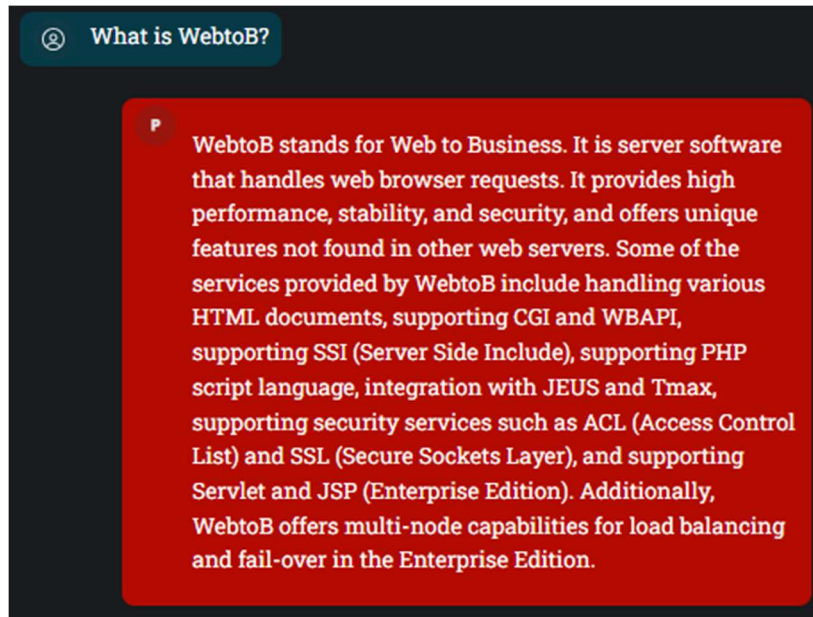 What is WebtoB?
P
WebtoB stands for Web to Business. It is server software
that handles web browser requests. It provides high
performance, stability, and security, and offers unique
features not found in other web servers. Some of the
services provided by WebtoB include handling various
HTML documents, supporting CGI and WBAPI,
supporting SSI (Server Side Include), supporting PHP
script language, integration with JEUS and Tmax,
supporting security services such as ACL (Access Control
List) and SSL (Secure Sockets Layer), and supporting
Servlet and JSP (Enterprise Edition). Additionally,
WebtoB offers multi-node capabilities for load balancing
and fail-over in the Enterprise Edition.